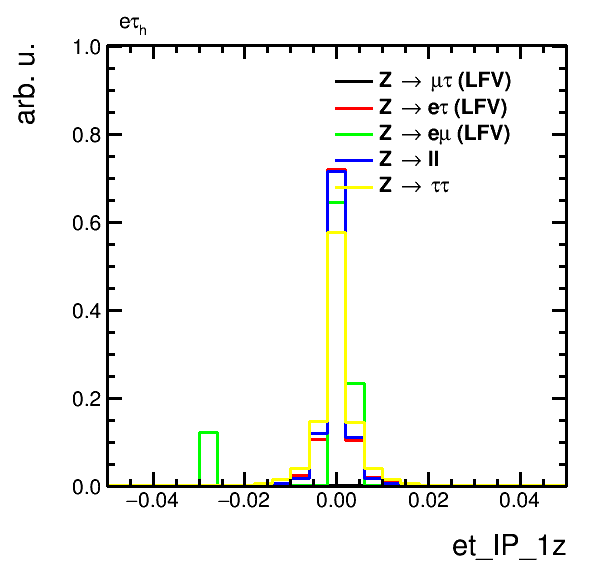 eτh
arb. u.
1.0
0.8
0.6
0.4
0.2
0.0
Z → μτ (LFV)
Z → eτ (LFV)
Z → eμ (LFV)
Z → ll
Z → ττ
−0.04 −0.02 0.00 0.02 0.04
et_IP_1z